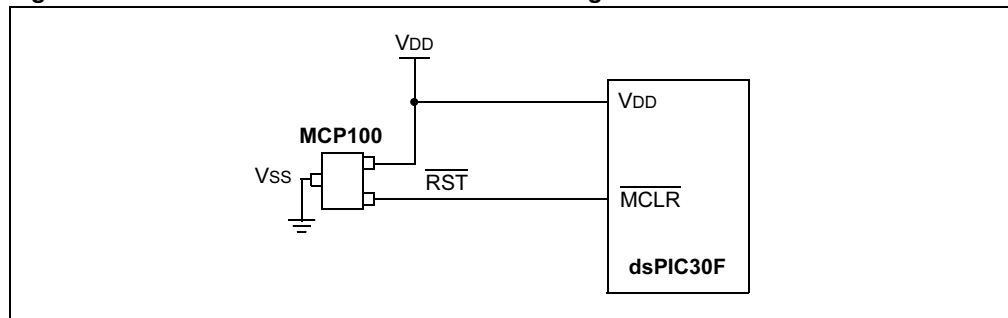 VDD
VDD
MCP100
VSS
RST
MCLR
dsPIC30F